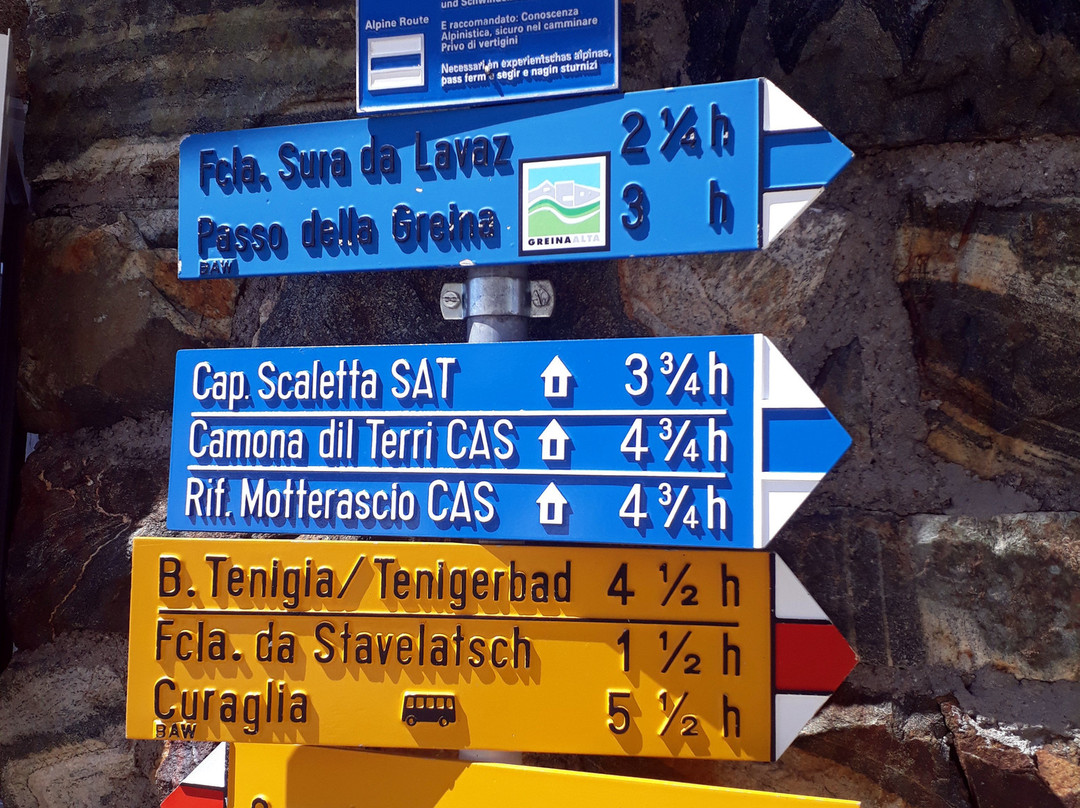 und Schwindelfreiheit
Alpine Route
E raccomandato: Conoscenza
Alpinistica, sicuro nel camminare
Privo di vertigini
Necessari èn experientschas alpinas,
pass ferm e segir e nagin sturnizi
Fcla. Sura da Lavaz 2 ¼ h
Passo della Greina 3 h
GREINA ALTA
BAW
Cap. Scaletta SAT 3 ¾ h
Camona dil Terri CAS 4 ¾ h
Rif. Motterascio CAS 4 ¾ h
B. Tenigia/Tenigerbad 4 ½ h
Fcla. da Stavelatsch 1 ½ h
Curaglia 5 ½ h
BAW